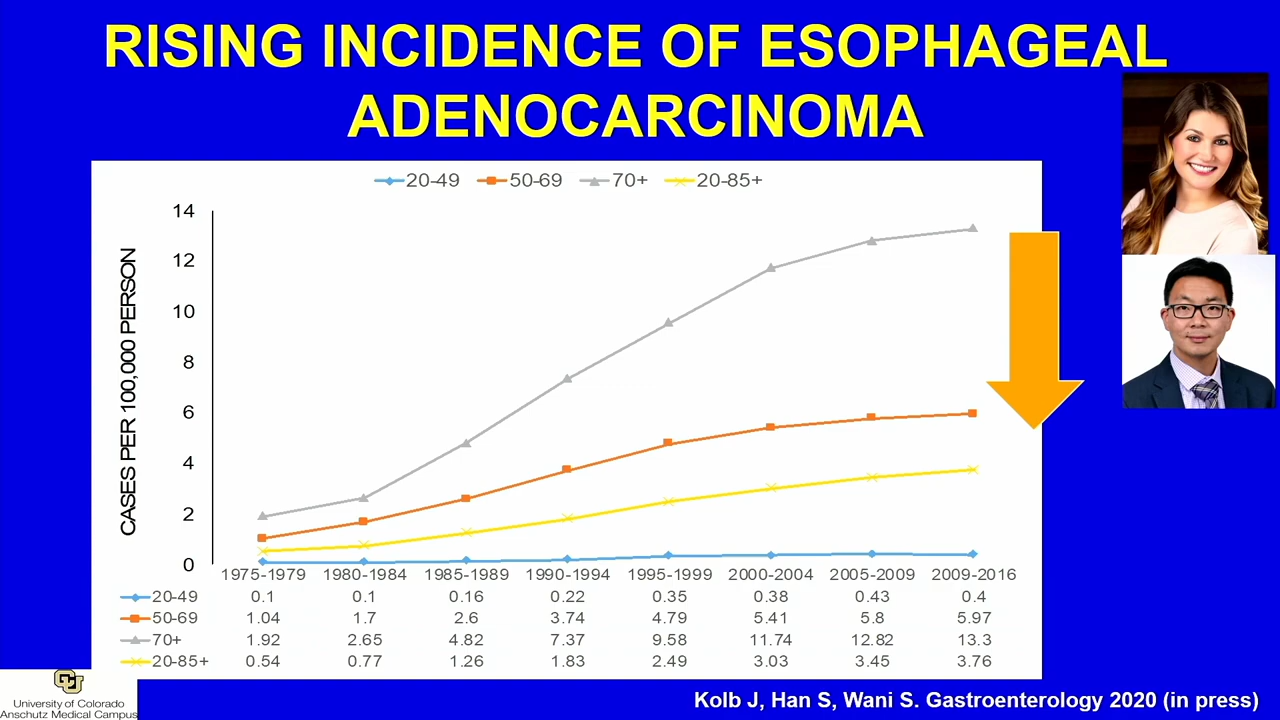 RISING INCIDENCE OF ESOPHAGEAL
ADENOCARCINOMA
20-49 50-69 70+ 20-85+
CASES PER 100,000 PERSON
14
12
10
8
6
4
2
0
1975-1979 1980-1984 1985-1989 1990-1994 1995-1999 2000-2004 2005-2009 2009-2016
20-49 0.1 0.1 0.16 0.22 0.35 0.38 0.43 0.4
50-69 1.04 1.7 2.6 3.74 4.79 5.41 5.8 5.97
70+ 1.92 2.65 4.82 7.37 9.58 11.74 12.82 13.3
20-85+ 0.54 0.77 1.26 1.83 2.49 3.03 3.45 3.76
University of Colorado
Anschutz Medical Campus
Kolb J, Han S, Wani S. Gastroenterology 2020 (in press)